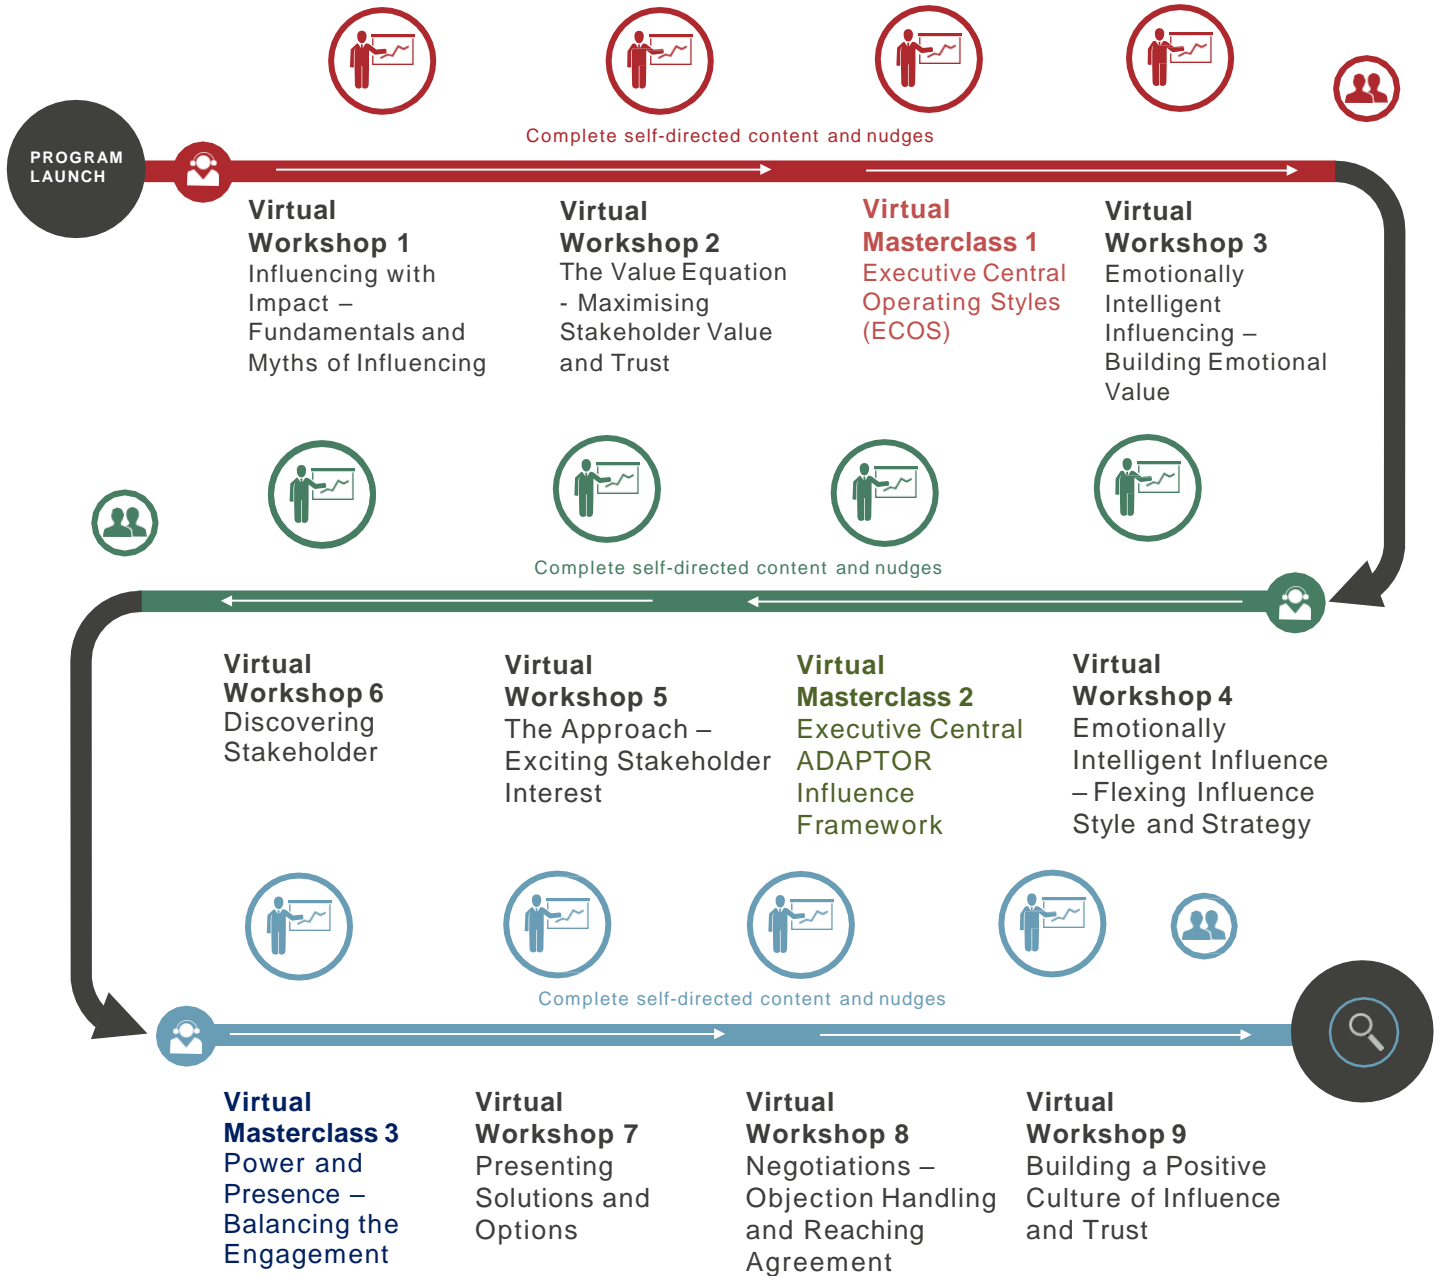 PROGRAM
LAUNCH
Complete self-directed content and nudges
Virtual
Workshop 1
Influencing with
Impact –
Fundamentals and
Myths of Influencing
Virtual
Workshop 2
The Value Equation
- Maximising
Stakeholder Value
and Trust
Virtual
Masterclass 1
Executive Central
Operating Styles
(ECOS)
Virtual
Workshop 3
Emotionally
Intelligent
Influencing –
Building Emotional
Value
Complete self-directed content and nudges
Virtual
Workshop 6
Discovering
Stakeholder
Virtual
Workshop 5
The Approach –
Exciting Stakeholder
Interest
Virtual
Masterclass 2
Executive Central
ADAPTOR
Influence
Framework
Virtual
Workshop 4
Emotionally
Intelligent Influence
– Flexing Influence
Style and Strategy
Complete self-directed content and nudges
Virtual
Masterclass 3
Power and
Presence –
Balancing the
Engagement
Virtual
Workshop 7
Presenting
Solutions and
Options
Virtual
Workshop 8
Negotiations –
Objection Handling
and Reaching
Agreement
Virtual
Workshop 9
Building a Positive
Culture of Influence
and Trust